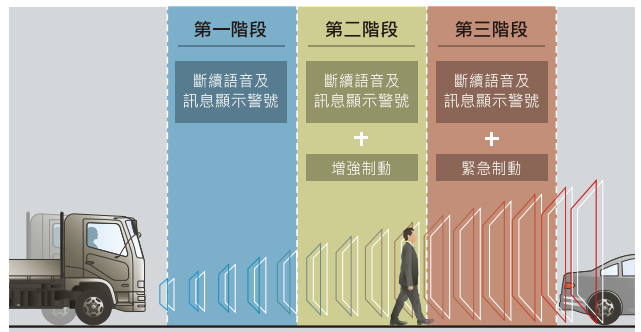 第一階段
斷續語音及
訊息顯示警號
第二階段
斷續語音及
訊息顯示警號
+
增強制動
第三階段
斷續語音及
訊息顯示警號
+
緊急制動